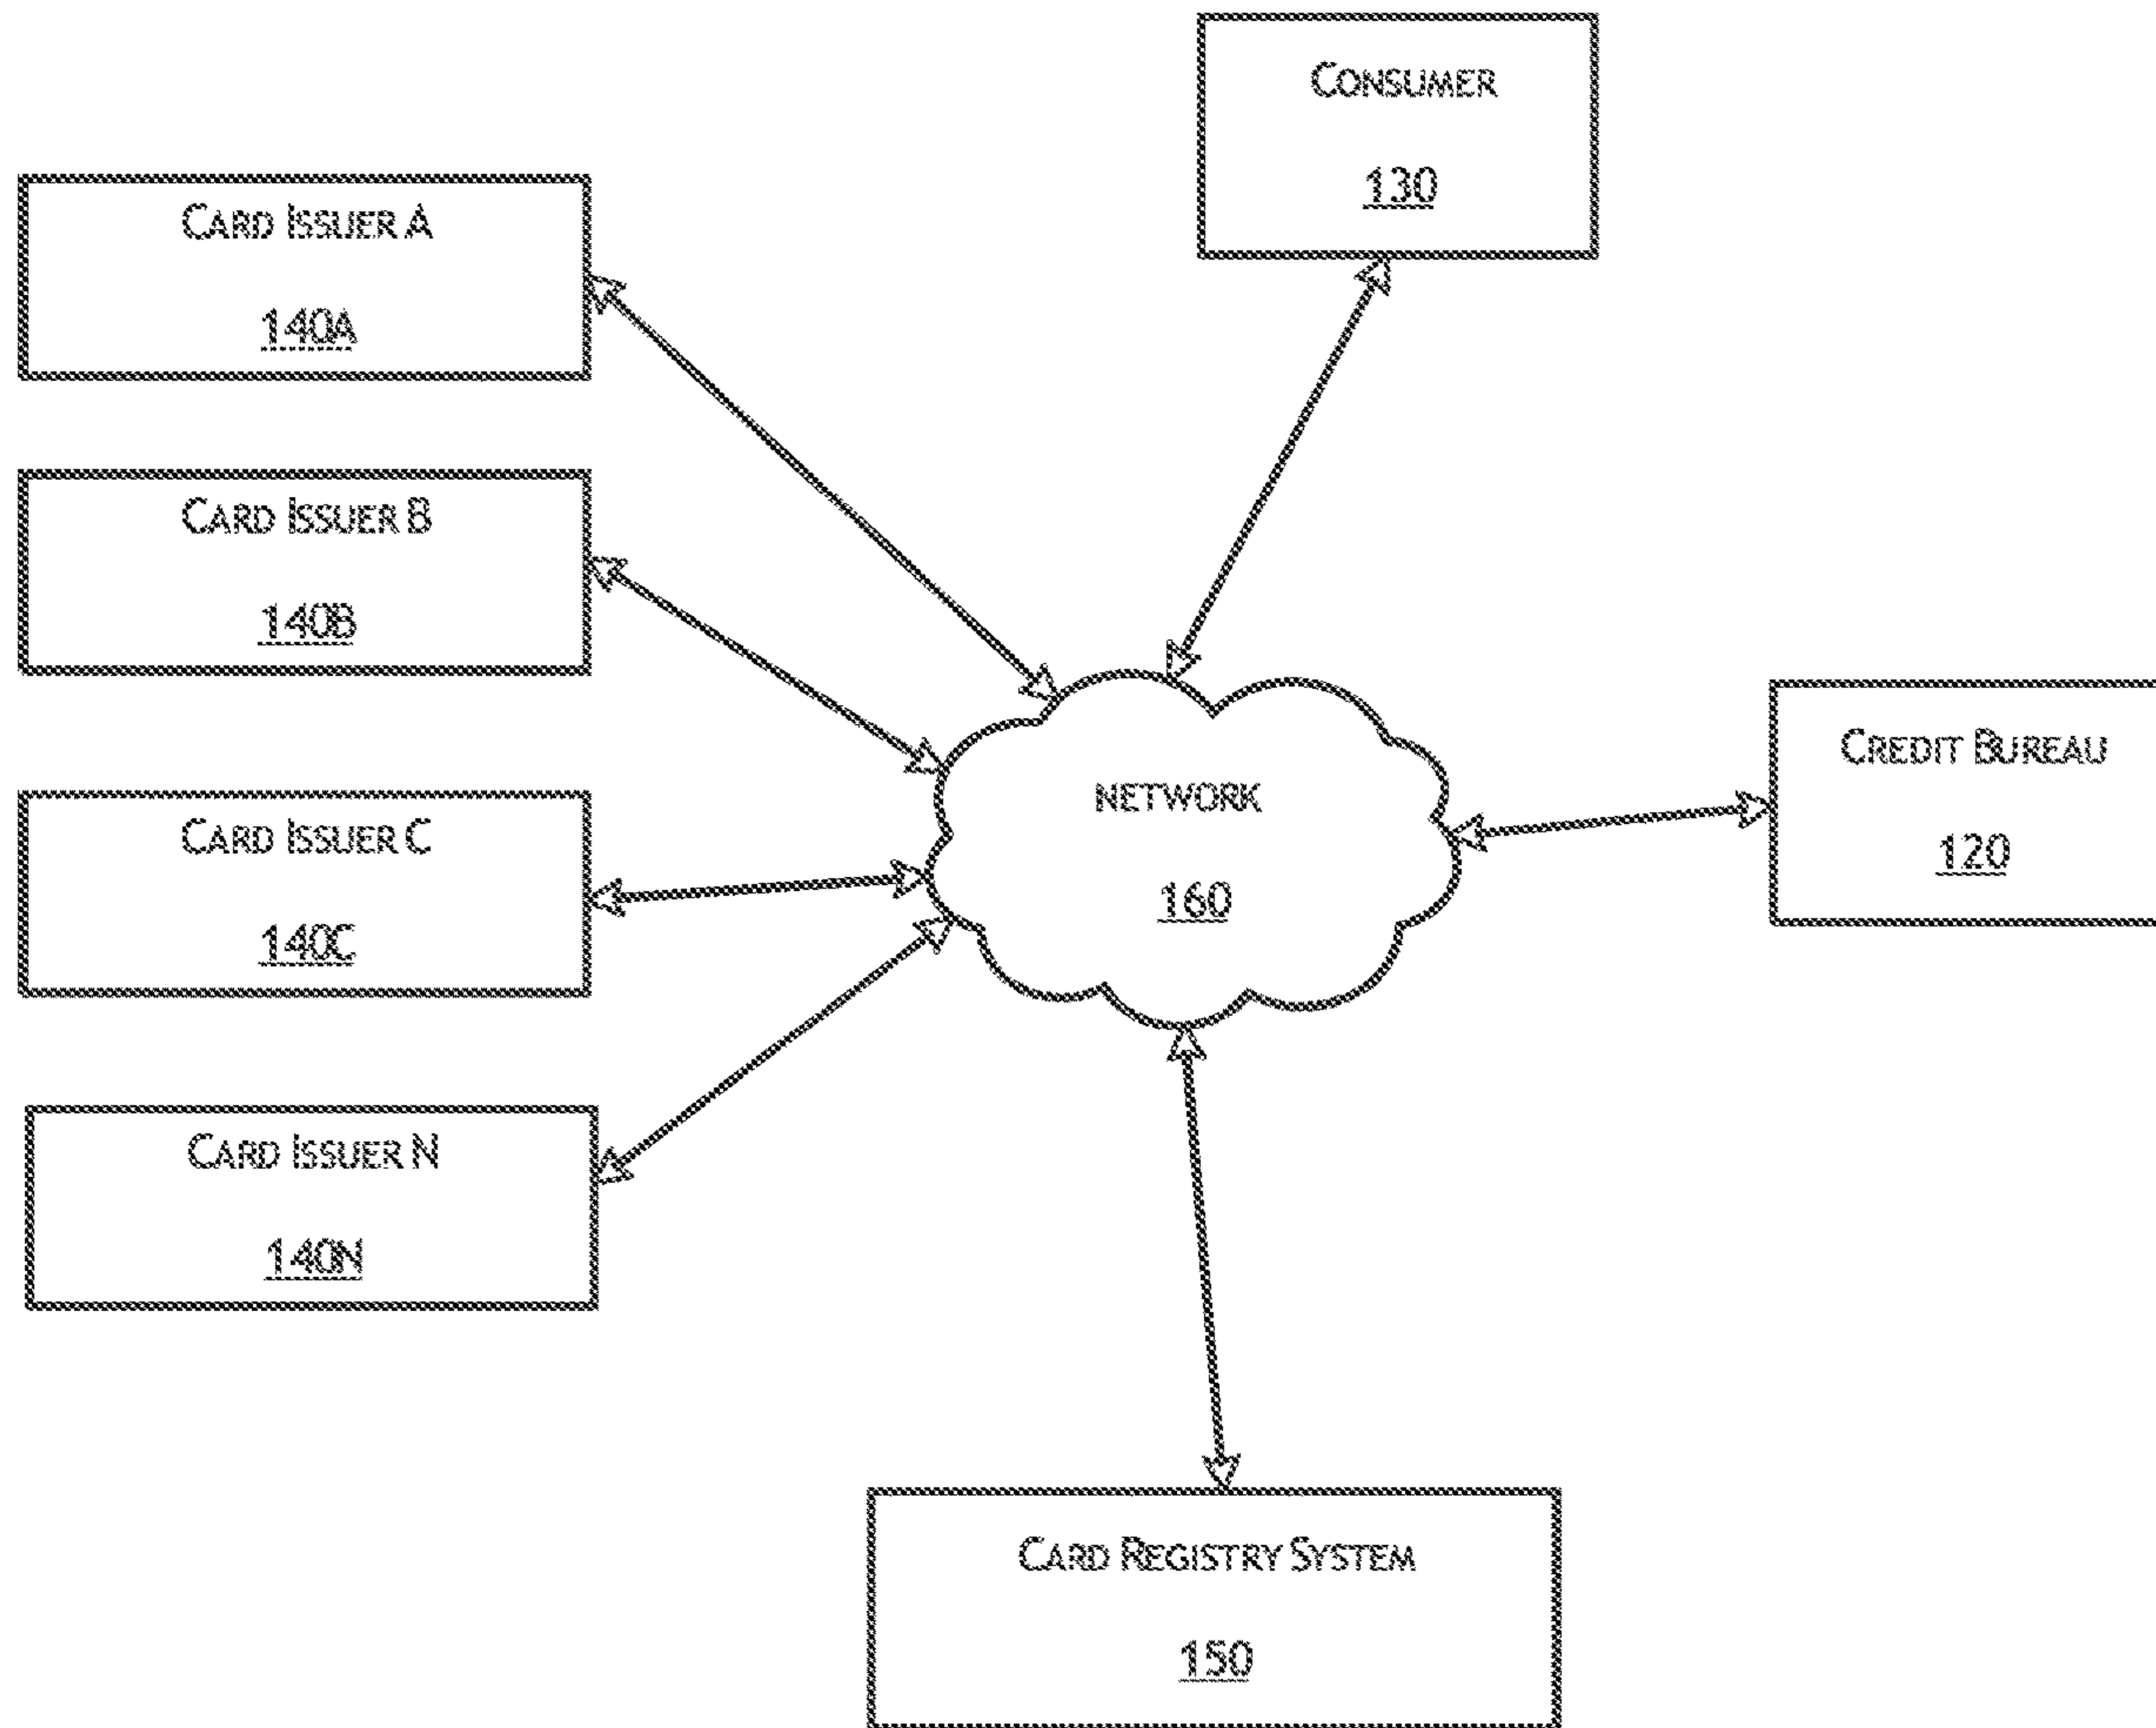 CONSUMER
130
CARD ISSUER A
140A
CARD ISSUER B
140B
CARD ISSUER C
140C
CARD ISSUER N
140N
NETWORK
160
CREDIT BUREAU
120
CARD REGISTRY SYSTEM
150